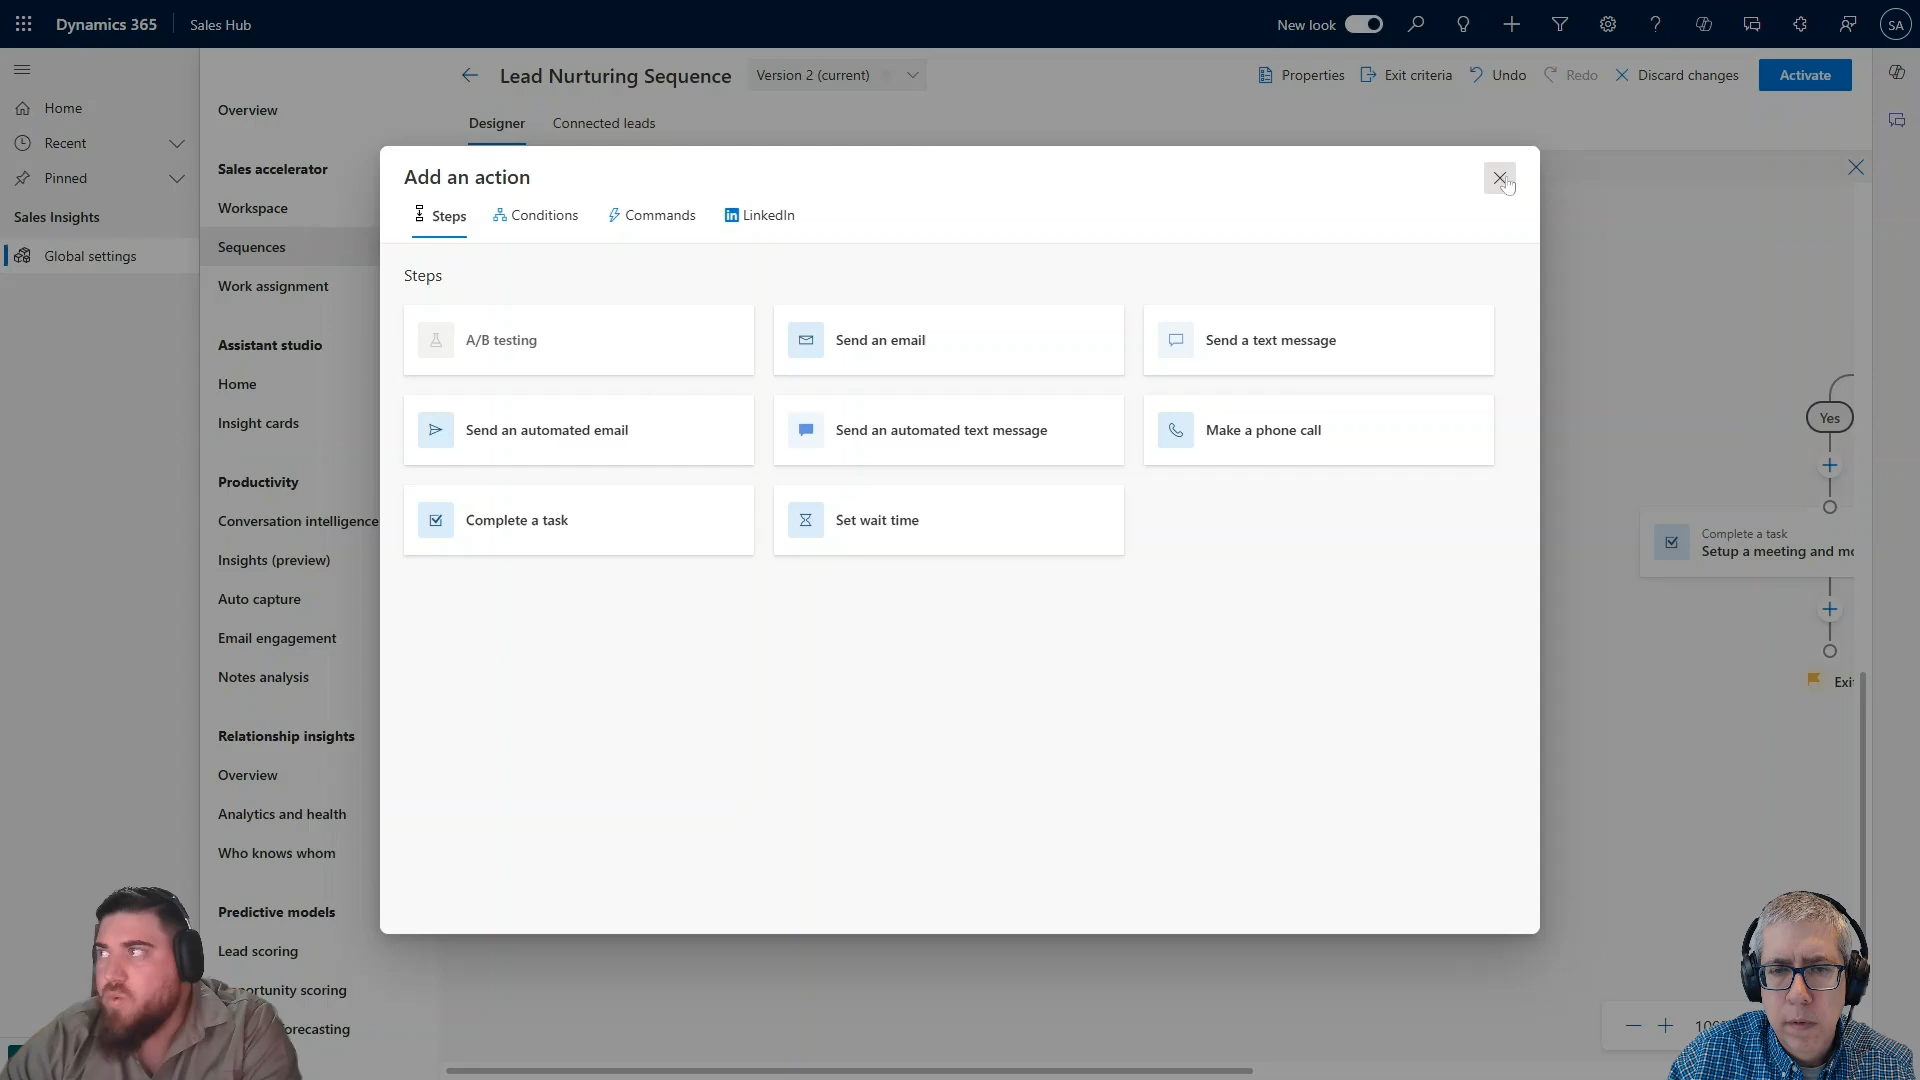 Dynamics 365
Sales Hub
New look
SA
Home
Recent
Pinned
Sales Insights
Global settings
Overview
Sales accelerator
Workspace
Sequences
Work assignment
Assistant studio
Home
Insight cards
Productivity
Conversation intelligence
Insights (preview)
Auto capture
Email engagement
Notes analysis
Relationship insights
Overview
Analytics and health
Who knows whom
Predictive models
Lead scoring
ortunity scoring
orecasting
Lead Nurturing Sequence
Version 2 (current)
Properties
Exit criteria
Undo
Redo
Discard changes
Activate
Designer
Connected leads
Add an action
Steps
Conditions
Commands
LinkedIn
Steps
A/B testing
Send an email
Send a text message
Send an automated email
Send an automated text message
Make a phone call
Complete a task
Set wait time
Yes
Complete a task
Setup a meeting and
Exi